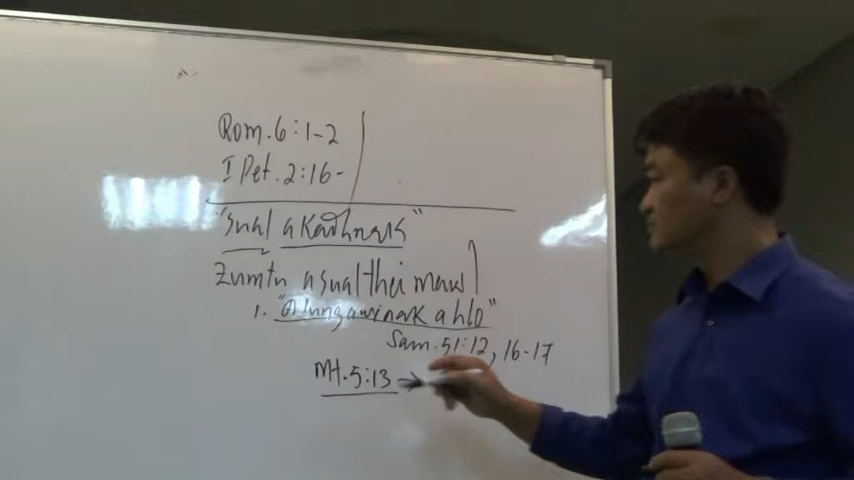 Rom. 6:1-2
I Pet. 2:16-
"sual a
Zumtu a sual thei maw
1. "A lungawinak a hlo"
Sam. 51:12, 16-17
Mt. 5:13 →